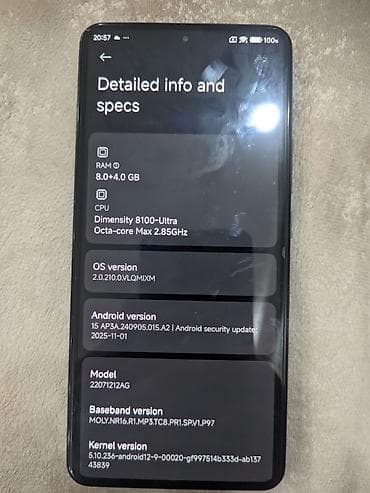 20:57
100%
Detailed info and
specs
RAM
8.0+4.0 GB
CPU
Dimensity 8100-Ultra
Octa-core Max 2.85GHz
OS version
2.0.210.0.VLQMIXM
Android version
15 AP3A.240905.015.A2 | Android security update:
2025-11-01
Model
22071212AG
Baseband version
MOLY.NR16.R1.MP3.TC8.PR1.SP.V1.P97
Kernel version
5.10.236-android12-9-00020-gf997514b333d-ab137
43839